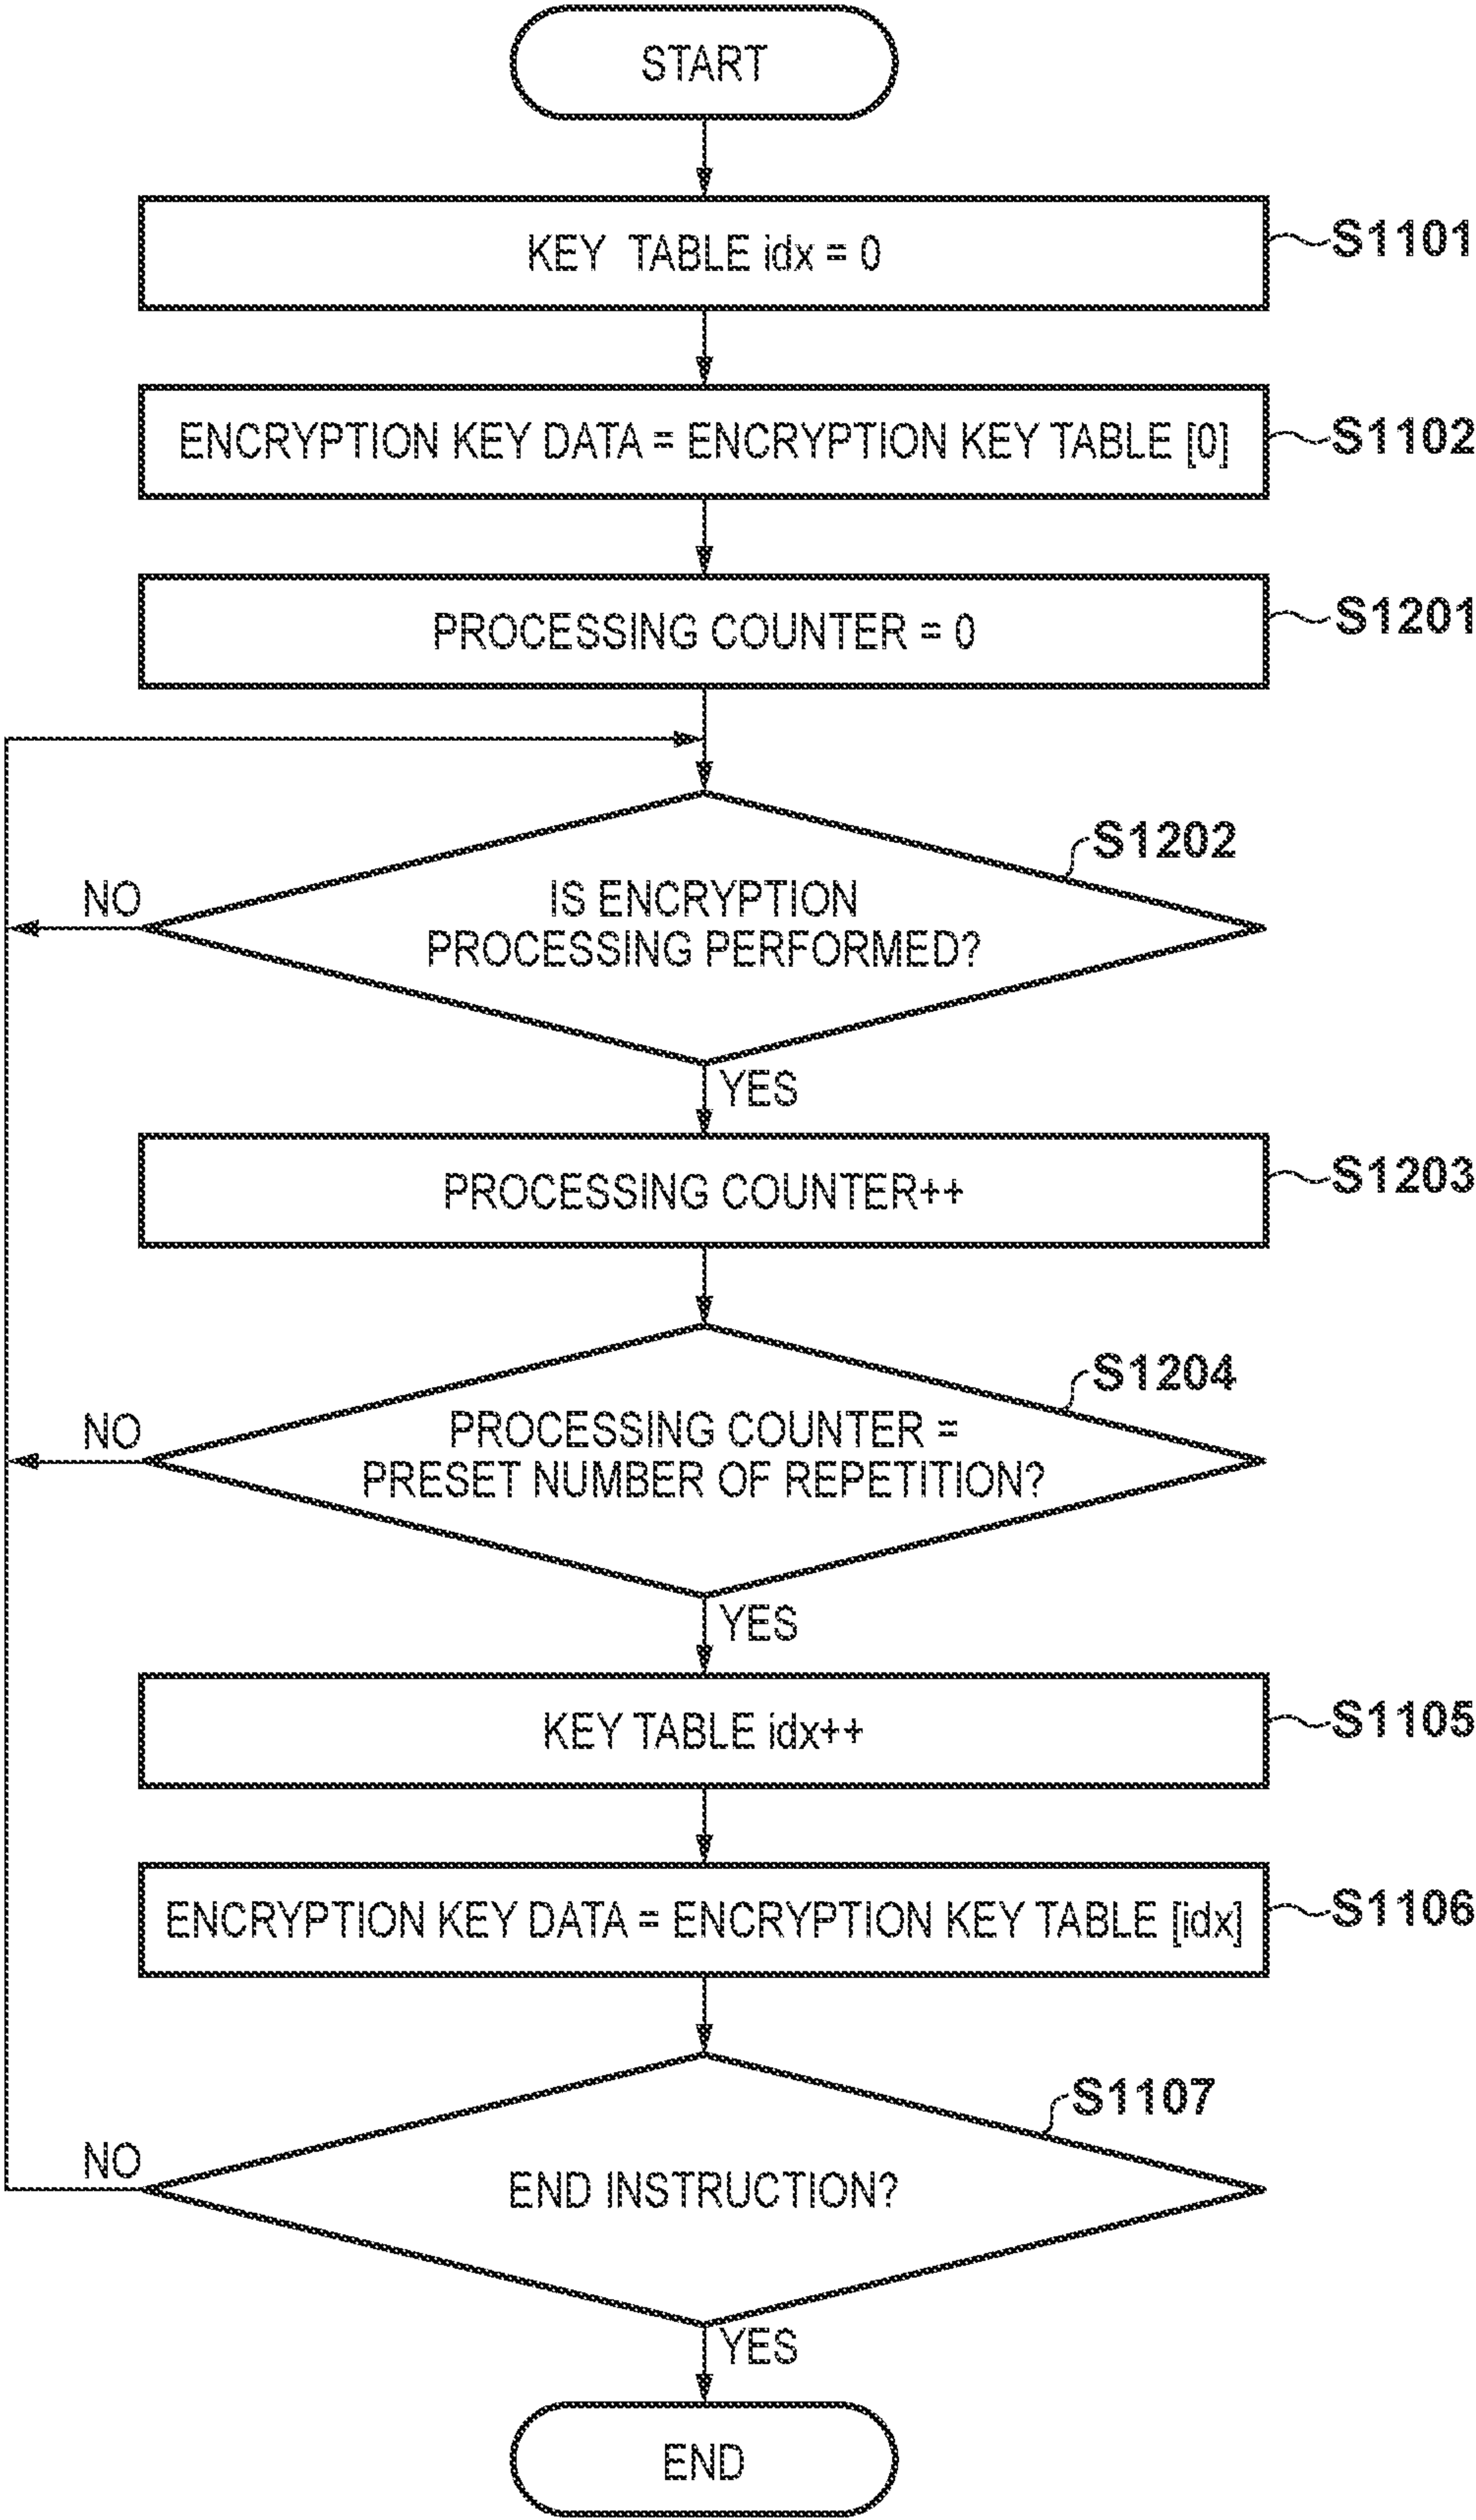 START
KEY TABLE idx = 0
S1101
ENCRYPTION KEY DATA = ENCRYPTION KEY TABLE [0]
S1102
PROCESSING COUNTER = 0
S1201
S1202
IS ENCRYPTION
PROCESSING PERFORMED?
NO
YES
PROCESSING COUNTER++
S1203
S1204
PROCESSING COUNTER =
PRESET NUMBER OF REPETITION?
NO
YES
KEY TABLE idx++
S1105
ENCRYPTION KEY DATA = ENCRYPTION KEY TABLE [idx]
S1106
S1107
END INSTRUCTION?
NO
YES
END